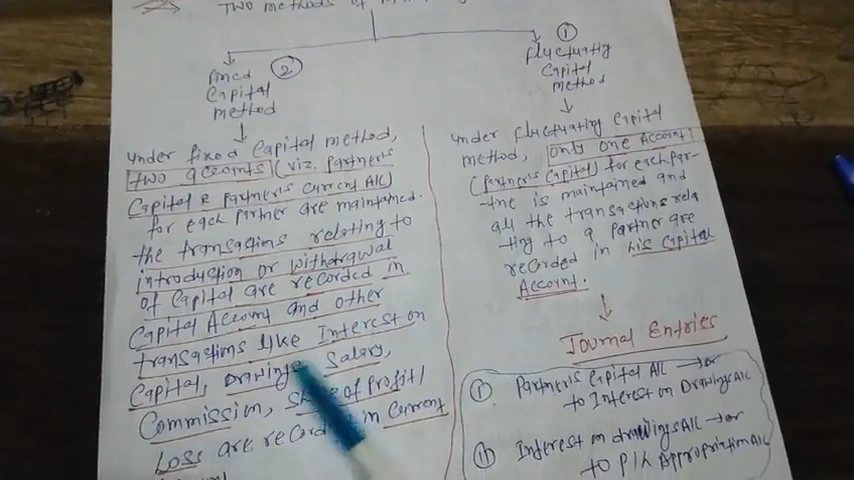 Two methods of
②
fixed
Capital
method
under fixed Capital method,
two accounts (viz. Partner's
Capital & Partner's Current A/C)
for each partner are maintained.
the transactions relating to
introduction or withdrawal
of Capital are recorded in
Capital Account and other
transactions like Interest on
Capital, Drawings Salary,
Commission, Share of Profit/
Loss are recorded in Current
①
fluctuating
Capital
method
under fluctuating Capital
method, only one Account
(Partner's Capital) for each Par-
tne is maintained and
all the transactions rela
ting to a Partner are
recorded in his Capital
Account.
Journal Entries
(i) Partner's Capital A/C → Dr
to Interest on Drawings A/C
(ii) Interest on drawings A/C → Dr
to P/L Appropriation A/C